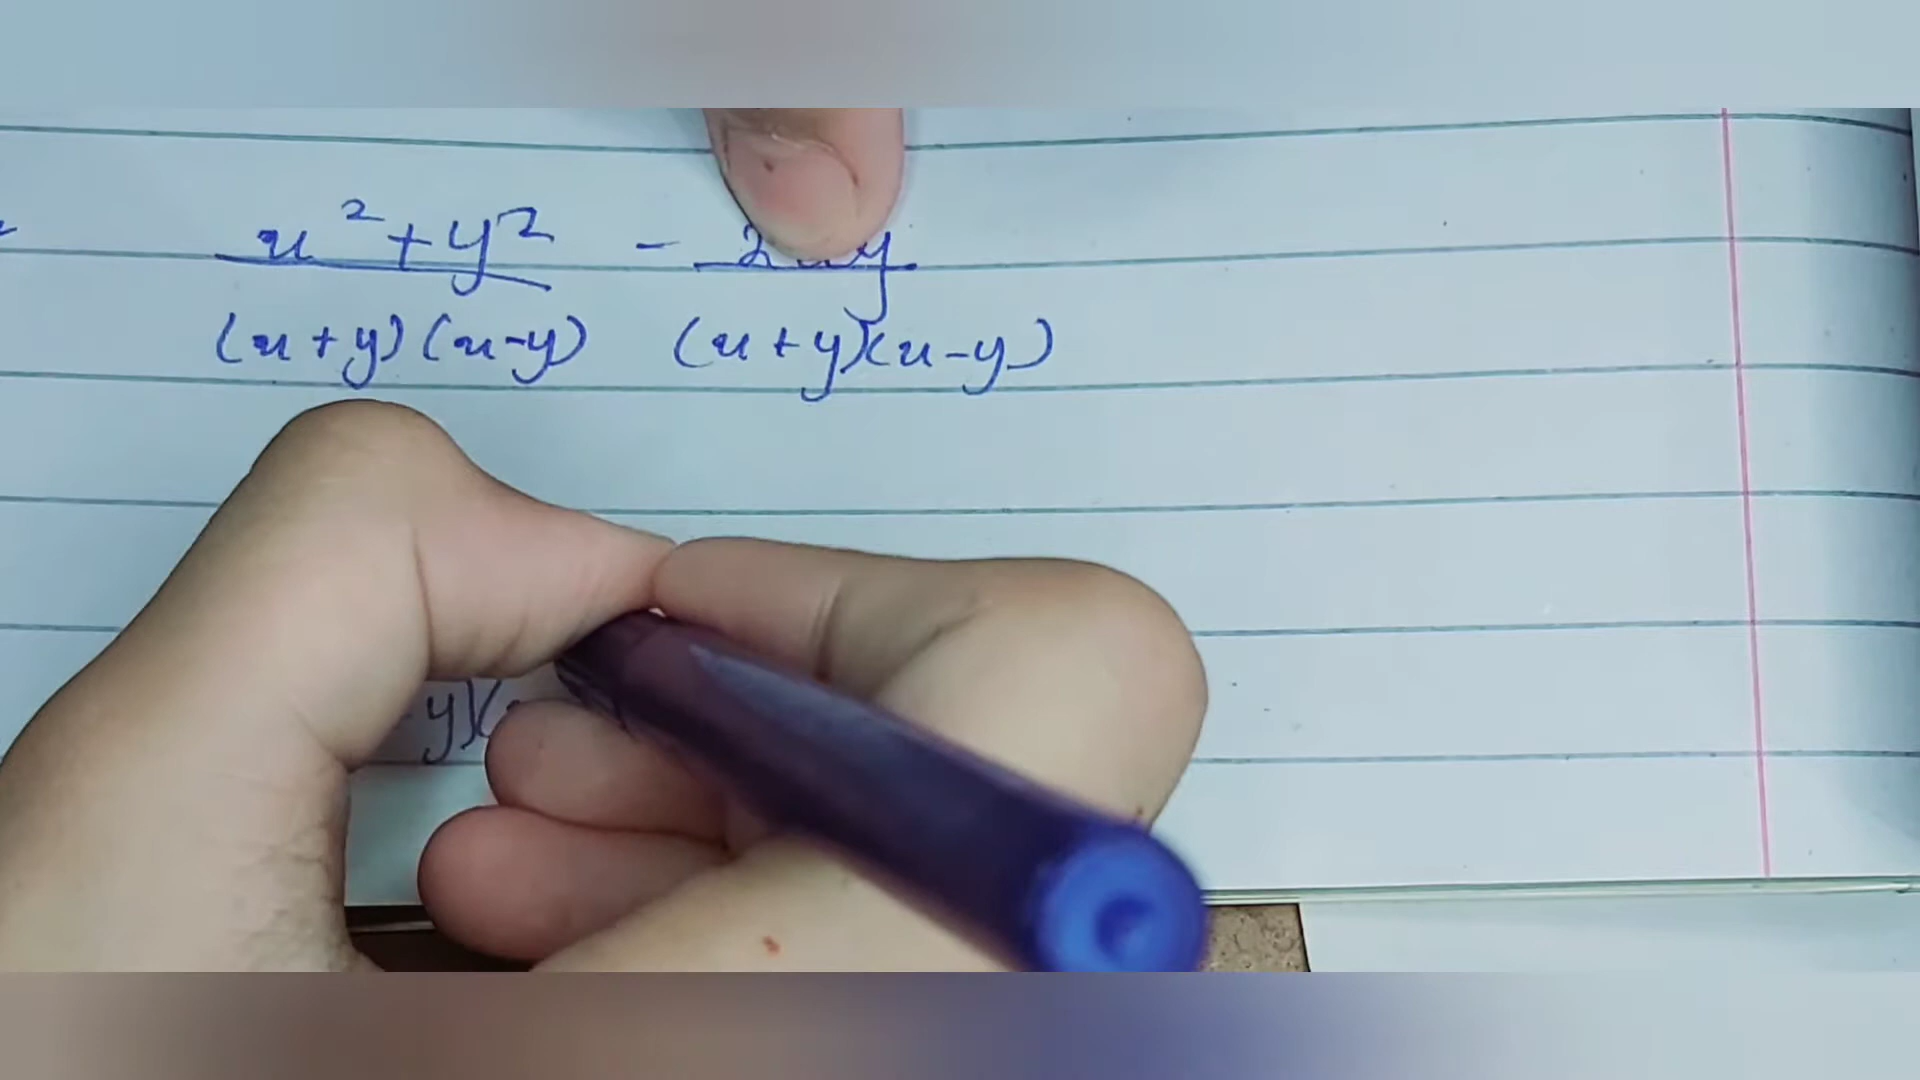 x² + y² - 2xy
(x+y)(x-y) (x+y)(x-y)
y)(